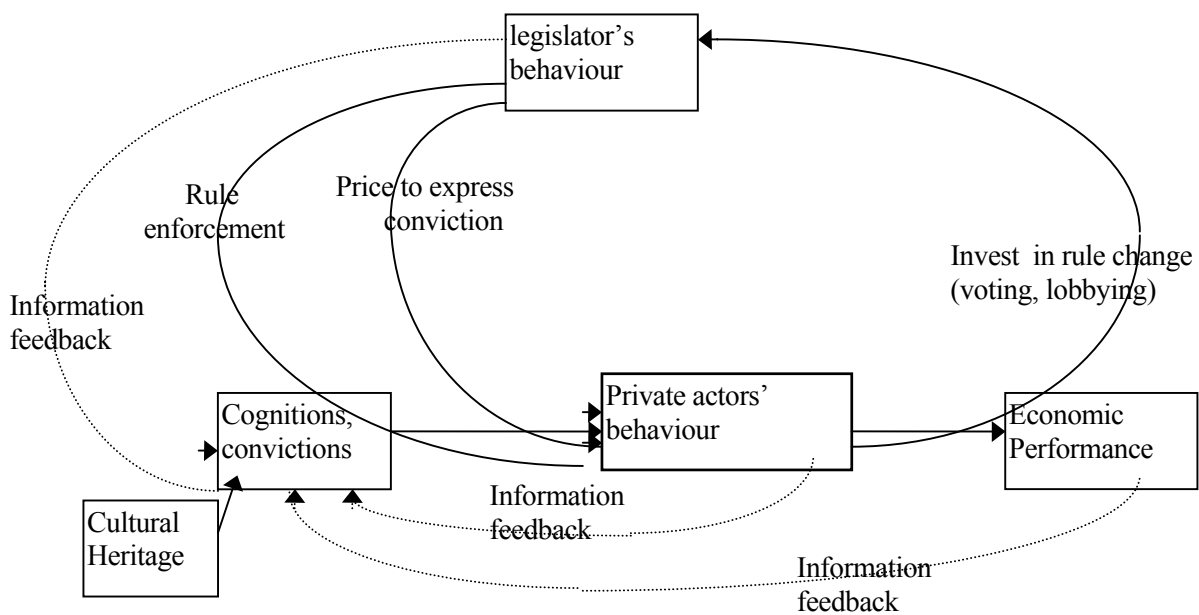 legislator’s
behaviour
Rule
enforcement
Price to express
conviction
Invest in rule change
(voting, lobbying)
Information
feedback
Cognitions,
convictions
Private actors’
behaviour
Economic
Performance
Information
feedback
Cultural
Heritage
Information
feedback